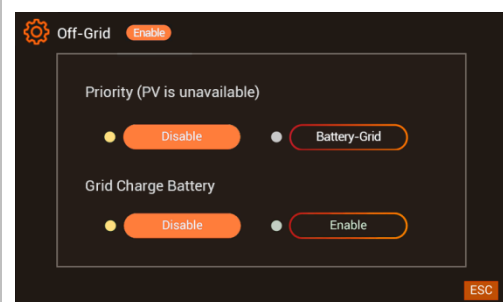 Off-Grid Enable
Priority (PV is unavailable)
Disable Battery-Grid
Grid Charge Battery
Disable Enable
ESC